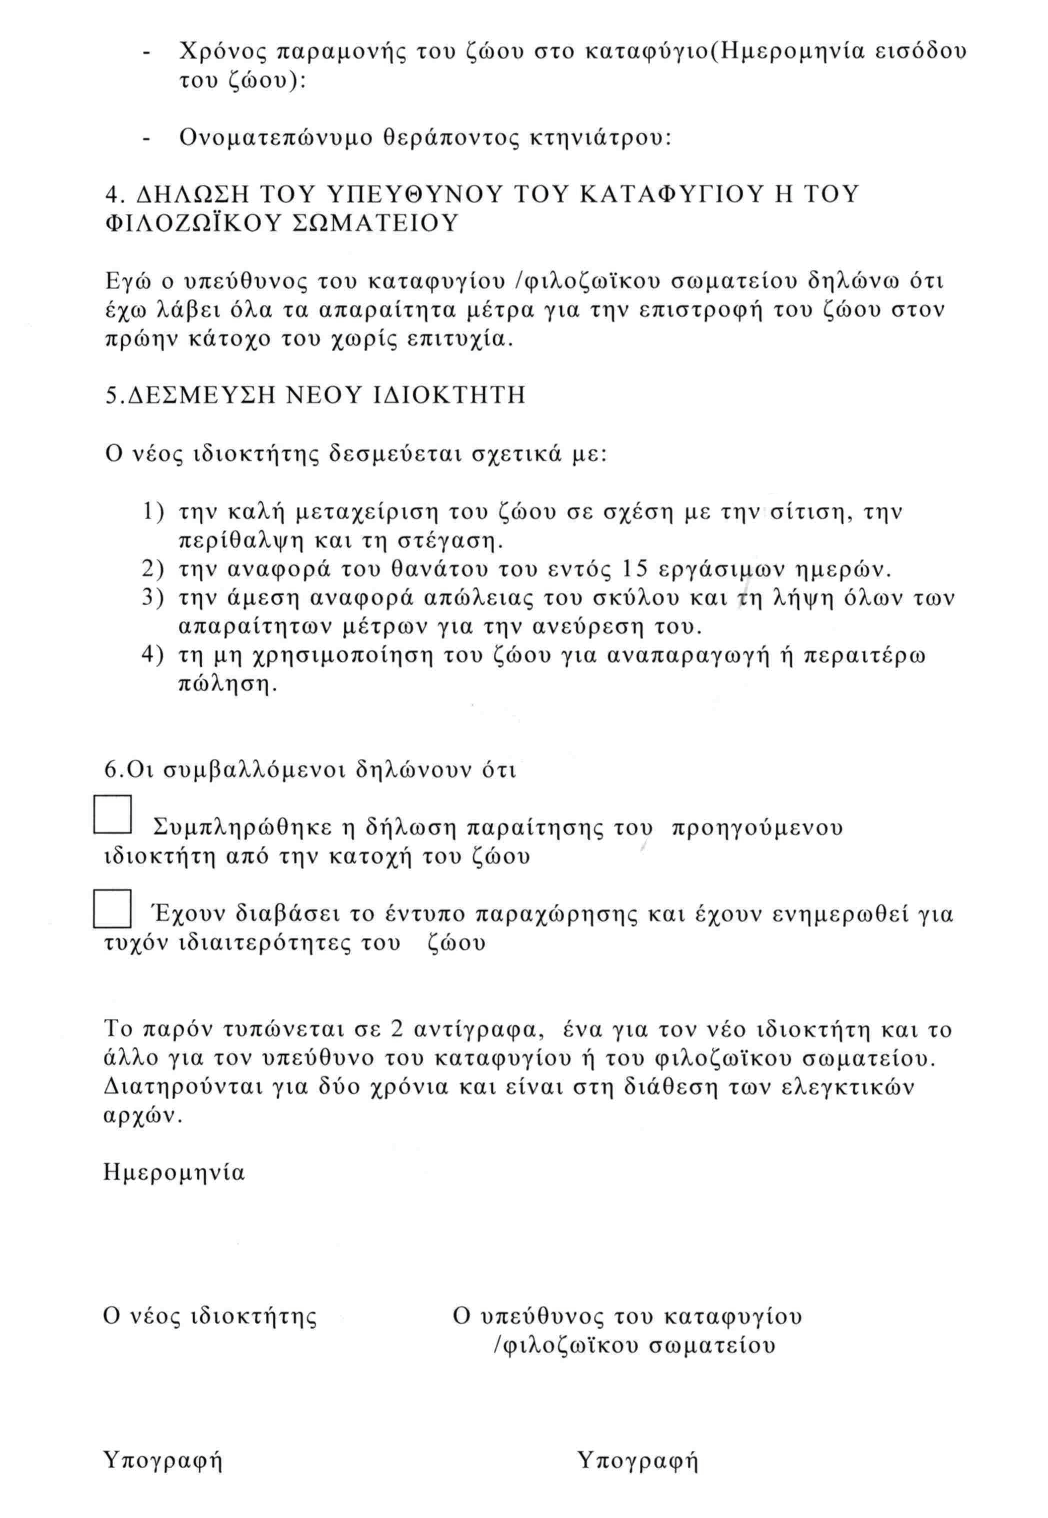 - Χρόνος παραμονής του ζώου στο καταφύγιο(Ημερομηνία εισόδου
του ζώου):
- Ονοματεπώνυμο θεράποντος κτηνιάτρου:
4. ΔΗΛΩΣΗ ΤΟΥ ΥΠΕΥΘΥΝΟΥ ΤΟΥ ΚΑΤΑΦΥΓΙΟΥ Η ΤΟΥ
ΦΙΛΟΖΩΪΚΟΥ ΣΩΜΑΤΕΙΟΥ
Εγώ ο υπεύθυνος του καταφυγίου /φιλοζωϊκου σωματείου δηλώνω ότι
έχω λάβει όλα τα απαραίτητα μέτρα για την επιστροφή του ζώου στον
πρώην κάτοχο του χωρίς επιτυχία.
5.ΔΕΣΜΕΥΣΗ ΝΕΟΥ ΙΔΙΟΚΤΗΤΗ
Ο νέος ιδιοκτήτης δεσμεύεται σχετικά με:
1) την καλή μεταχείριση του ζώου σε σχέση με την σίτιση, την
περίθαλψη και τη στέγαση.
2) την αναφορά του θανάτου του εντός 15 εργάσιμων ημερών.
3) την άμεση αναφορά απώλειας του σκύλου και τη λήψη όλων των
απαραίτητων μέτρων για την ανεύρεση του.
4) τη μη χρησιμοποίηση του ζώου για αναπαραγωγή ή περαιτέρω
πώληση.
6.Οι συμβαλλόμενοι δηλώνουν ότι
Συμπληρώθηκε η δήλωση παραίτησης του προηγούμενου
ιδιοκτήτη από την κατοχή του ζώου
Έχουν διαβάσει το έντυπο παραχώρησης και έχουν ενημερωθεί για
τυχόν ιδιαιτερότητες του ζώου
Το παρόν τυπώνεται σε 2 αντίγραφα, ένα για τον νέο ιδιοκτήτη και το
άλλο για τον υπεύθυνο του καταφυγίου ή του φιλοζωϊκου σωματείου.
Διατηρούνται για δύο χρόνια και είναι στη διάθεση των ελεγκτικών
αρχών.
Ημερομηνία
Ο νέος ιδιοκτήτης Ο υπεύθυνος του καταφυγίου
/φιλοζωϊκου σωματείου
Υπογραφή Υπογραφή